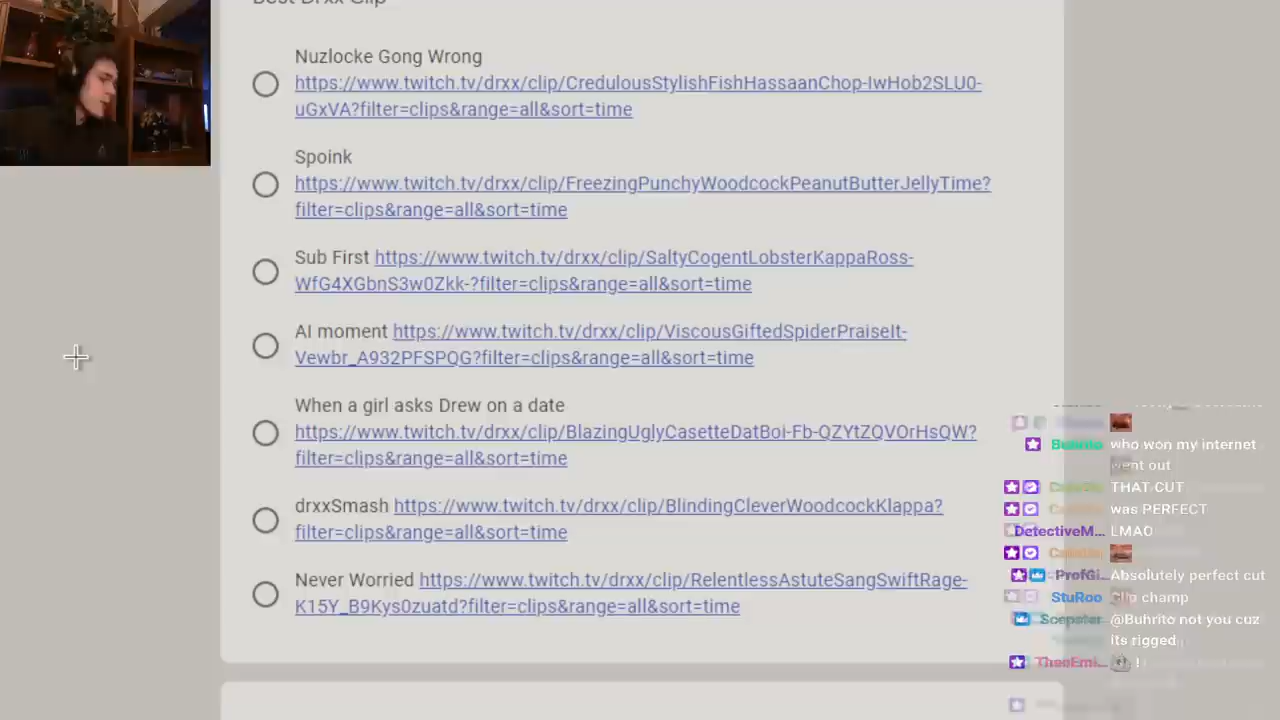 Best Drxx Clip
Nuzlocke Gong Wrong
https://www.twitch.tv/drxx/clip/CredulousStylishFishHassaanChop-IwHob2SLU0-
uGxVA?filter=clips&range=all&sort=time
Spoink
https://www.twitch.tv/drxx/clip/FreezingPunchyWoodcockPeanutButterJellyTime?
filter=clips&range=all&sort=time
Sub First https://www.twitch.tv/drxx/clip/SaltyCogentLobsterKappaRoss-
WfG4XGbnS3w0Zkk-?filter=clips&range=all&sort=time
AI moment https://www.twitch.tv/drxx/clip/ViscousGiftedSpiderPraiseIt-
Vewbr_A932PFSPQG?filter=clips&range=all&sort=time
When a girl asks Drew on a date
https://www.twitch.tv/drxx/clip/BlazingUglyCasetteDatBoi-Fb-QZYtZQVOrHsQW?
filter=clips&range=all&sort=time
drxxSmash https://www.twitch.tv/drxx/clip/BlindingCleverWoodcockKlappa?
filter=clips&range=all&sort=time
Never Worried https://www.twitch.tv/drxx/clip/RelentlessAstuteSangSwiftRage-
K15Y_B9Kys0zuatd?filter=clips&range=all&sort=time
Buhrito who won my internet
went out
THAT CUT
was PERFECT
DetectiveM... LMAO
ProfGi... Absolutely perfect cut
StuRoo Clip champ
Scepster @Buhrito not you cuz
its rigged
TheoEmi... !